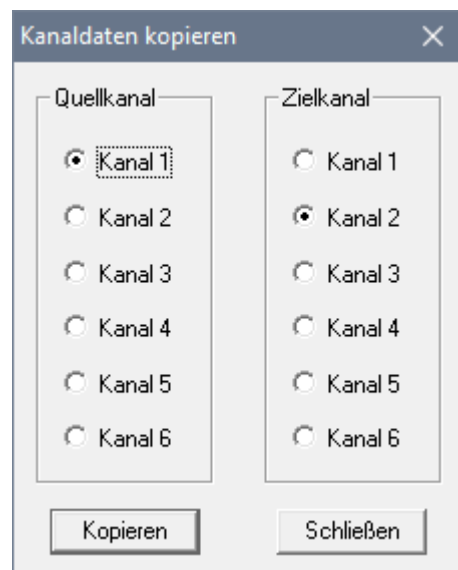 Kanaldaten kopieren
Quellkanal
Kanal 1
Kanal 2
Kanal 3
Kanal 4
Kanal 5
Kanal 6
Zielkanal
Kanal 1
Kanal 2
Kanal 3
Kanal 4
Kanal 5
Kanal 6
Kopieren
Schließen